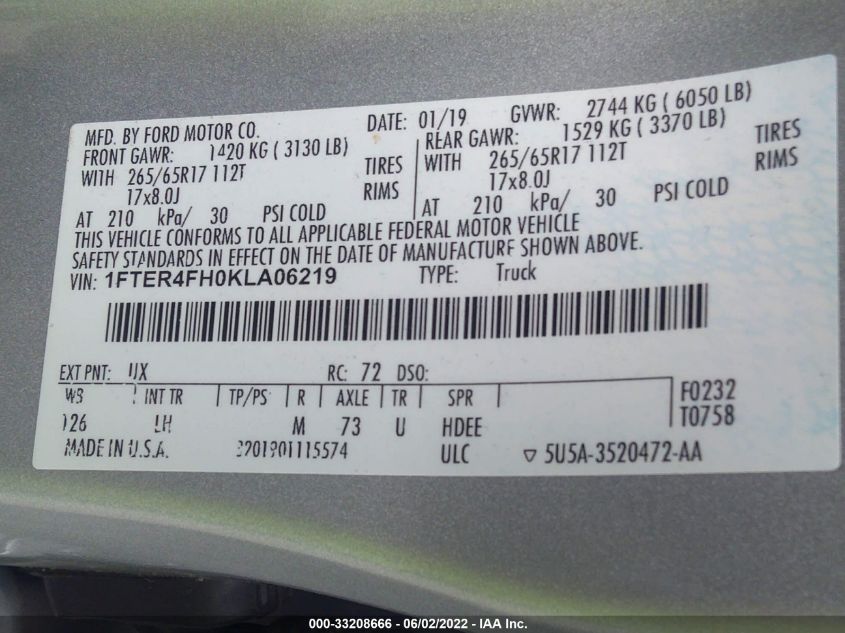 MFD. BY FORD MOTOR CO. DATE: 01/19 GVWR: 2744 KG ( 6050 LB)
FRONT GAWR: 1420 KG ( 3130 LB) REAR GAWR: 1529 KG ( 3370 LB)
WITH 265/65R17 112T TIRES WITH 265/65R17 112T TIRES
17x8.0J RIMS 17x8.0J RIMS
AT 210 kPa/ 30 PSI COLD AT 210 kPa/ 30 PSI COLD
THIS VEHICLE CONFORMS TO ALL APPLICABLE FEDERAL MOTOR VEHICLE
SAFETY STANDARDS IN EFFECT ON THE DATE OF MANUFACTURE SHOWN ABOVE.
VIN: 1FTER4FH0KLA06219 TYPE: Truck
EXT PNT: UX RC: 72 DSO:
WB INT TR TP/PS R AXLE TR SPR F0232
126 LH M 73 U HDEE T0758
MADE IN U.S.A. ULC ▽ 5U5A-3520472-AA
000-33208666 - 06/02/2022 - IAA Inc.